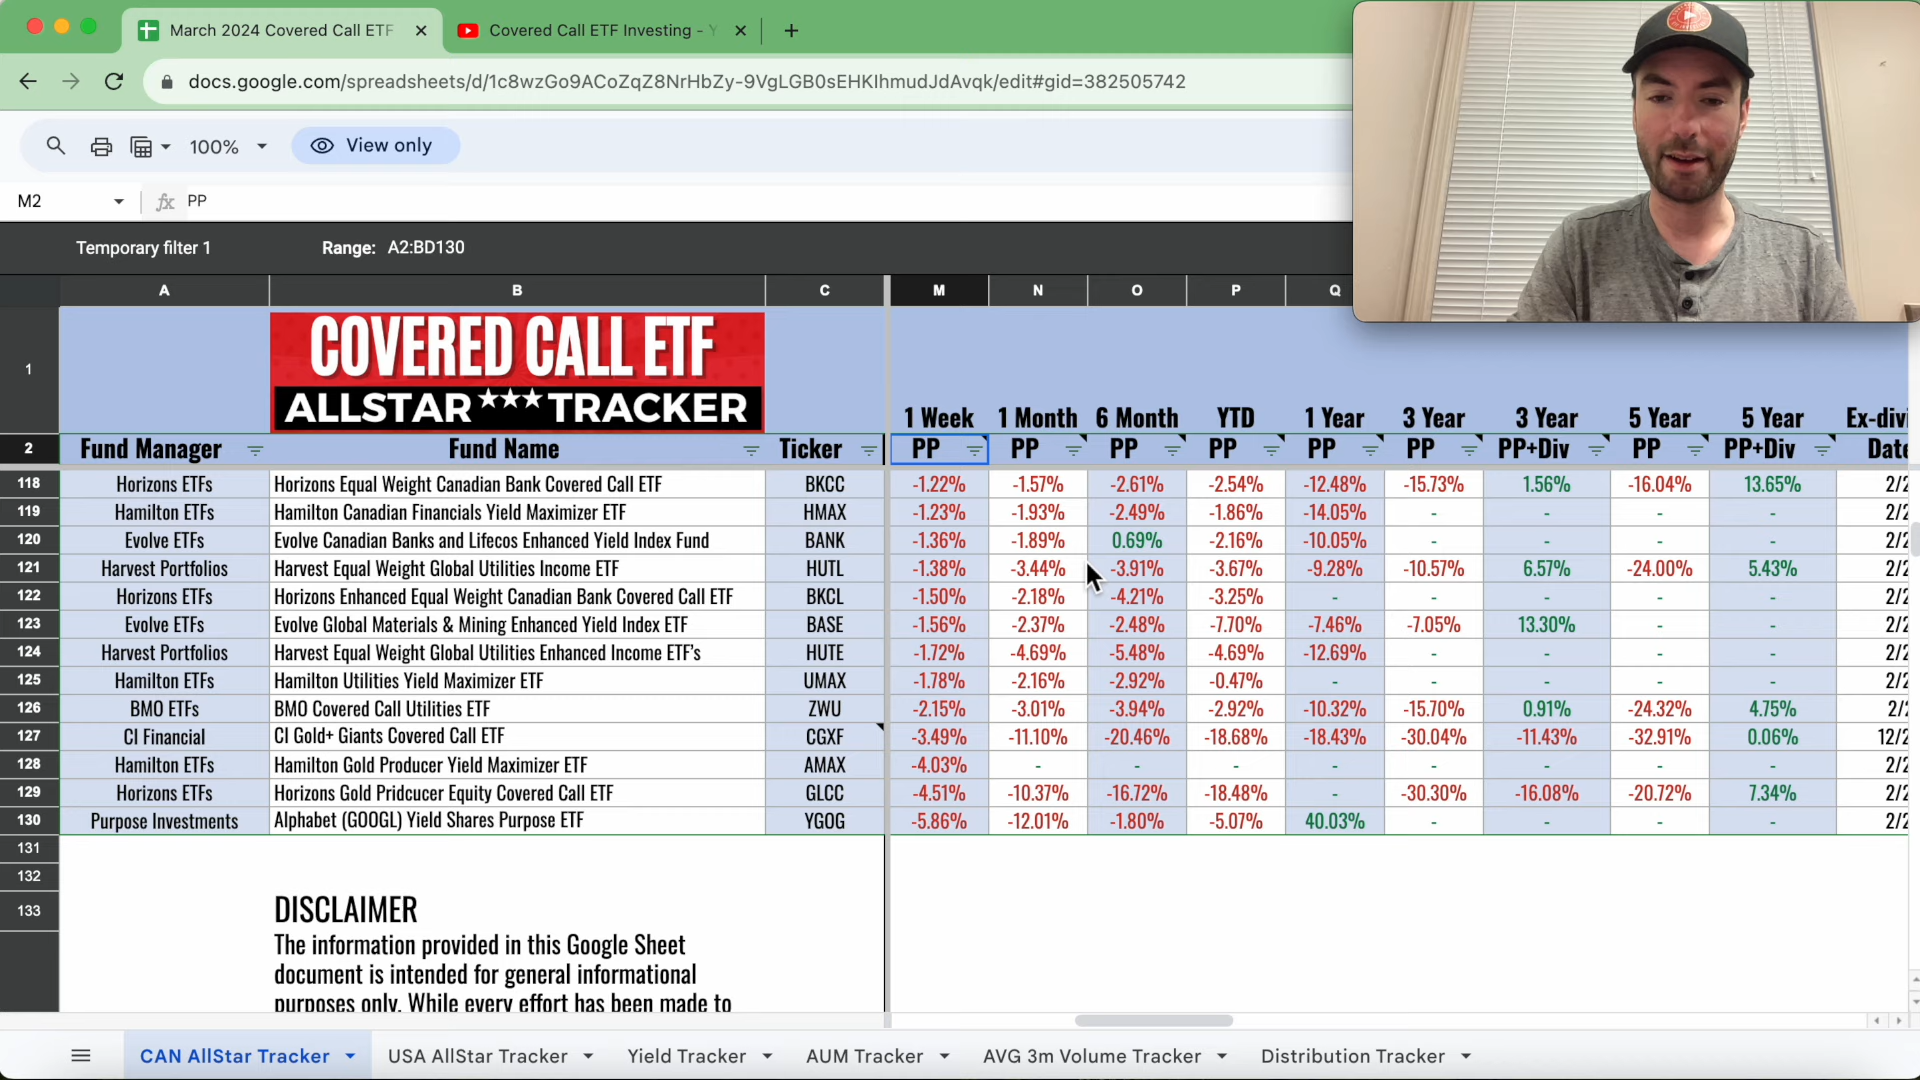 March 2024 Covered Call ETF
Covered Call ETF Investing - Y
docs.google.com/spreadsheets/d/1c8wzGo9ACoZqZ8NrHbZy-9VgLGB0sEHKIhmudJdAvqk/edit#gid=382505742
100%
View only
M2
fx PP
Temporary filter 1 Range: A2:BD130
A B C M N O P Q
1
COVERED CALL ETF
ALLSTAR ★★★ TRACKER
1 Week 1 Month 6 Month YTD 1 Year 3 Year 3 Year 5 Year 5 Year Ex-divi
2 Fund Manager Fund Name Ticker PP PP PP PP PP PP PP+Div PP PP+Div Date
118 Horizons ETFs Horizons Equal Weight Canadian Bank Covered Call ETF BKCC -1.22% -1.57% -2.61% -2.54% -12.48% -15.73% 1.56% -16.04% 13.65% 2/2
119 Hamilton ETFs Hamilton Canadian Financials Yield Maximizer ETF HMAX -1.23% -1.93% -2.49% -1.86% -14.05% - - - - 2/2
120 Evolve ETFs Evolve Canadian Banks and Lifecos Enhanced Yield Index Fund BANK -1.36% -1.89% 0.69% -2.16% -10.05% - - - - 2/2
121 Harvest Portfolios Harvest Equal Weight Global Utilities Income ETF HUTL -1.38% -3.44% -3.91% -3.67% -9.28% -10.57% 6.57% -24.00% 5.43% 2/2
122 Horizons ETFs Horizons Enhanced Equal Weight Canadian Bank Covered Call ETF BKCL -1.50% -2.18% -4.21% -3.25% - - - - - 2/2
123 Evolve ETFs Evolve Global Materials & Mining Enhanced Yield Index ETF BASE -1.56% -2.37% -2.48% -7.70% -7.46% -7.05% 13.30% - - 2/2
124 Harvest Portfolios Harvest Equal Weight Global Utilities Enhanced Income ETF's HUTE -1.72% -4.69% -5.48% -4.69% -12.69% - - - - 2/2
125 Hamilton ETFs Hamilton Utilities Yield Maximizer ETF UMAX -1.78% -2.16% -2.92% -0.47% - - - - - 2/2
126 BMO ETFs BMO Covered Call Utilities ETF ZWU -2.15% -3.01% -3.94% -2.92% -10.32% -15.70% 0.91% -24.32% 4.75% 2/2
127 CI Financial CI Gold+ Giants Covered Call ETF CGXF -3.49% -11.10% -20.46% -18.68% -18.43% -30.04% -11.43% -32.91% 0.06% 12/2
128 Hamilton ETFs Hamilton Gold Producer Yield Maximizer ETF AMAX -4.03% - - - - - - - - 2/2
129 Horizons ETFs Horizons Gold Pridcucer Equity Covered Call ETF GLCC -4.51% -10.37% -16.72% -18.48% - -30.30% -16.08% -20.72% 7.34% 2/2
130 Purpose Investments Alphabet (GOOGL) Yield Shares Purpose ETF YGOG -5.86% -12.01% -1.80% -5.07% 40.03% - - - - 2/2
131
132
133
DISCLAIMER
The information provided in this Google Sheet
document is intended for general informational
purposes only. While every effort has been made to
CAN AllStar Tracker USA AllStar Tracker Yield Tracker AUM Tracker AVG 3m Volume Tracker Distribution Tracker